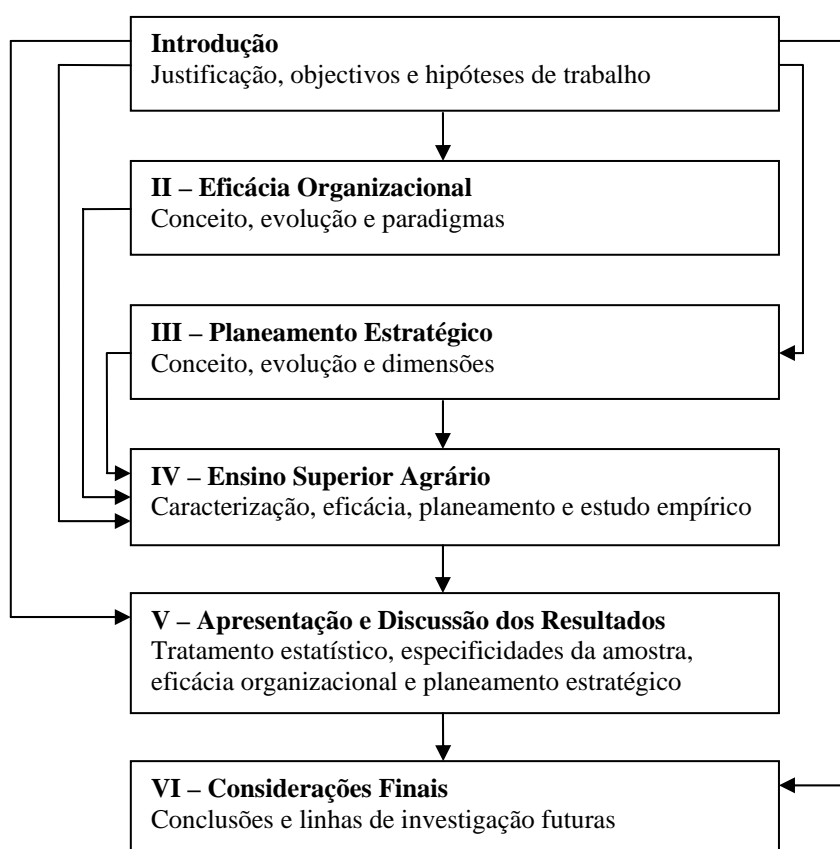 Introdução
Justificação, objectivos e hipóteses de trabalho
II – Eficácia Organizacional
Conceito, evolução e paradigmas
III – Planeamento Estratégico
Conceito, evolução e dimensões
IV – Ensino Superior Agrário
Caracterização, eficácia, planeamento e estudo empírico
V – Apresentação e Discussão dos Resultados
Tratamento estatístico, especificidades da amostra,
eficácia organizacional e planeamento estratégico
VI – Considerações Finais
Conclusões e linhas de investigação futuras